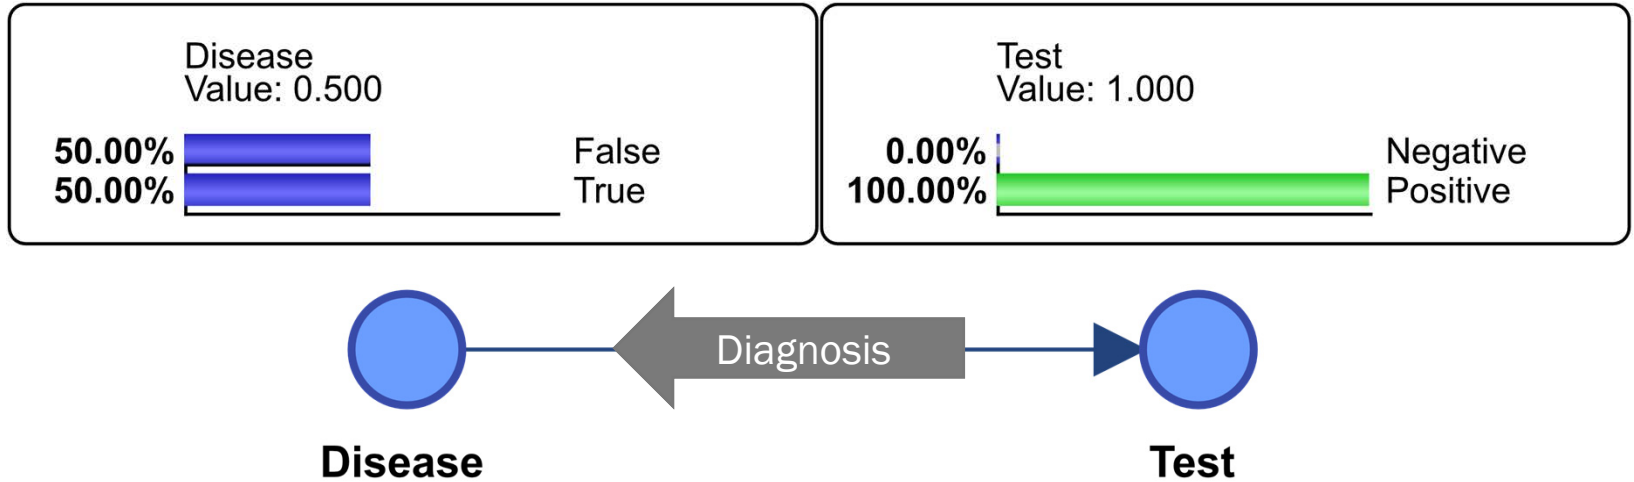 Disease
Value: 0.500
50.00% False
50.00% True
Test
Value: 1.000
0.00% Negative
100.00% Positive
Diagnosis
Disease
Test